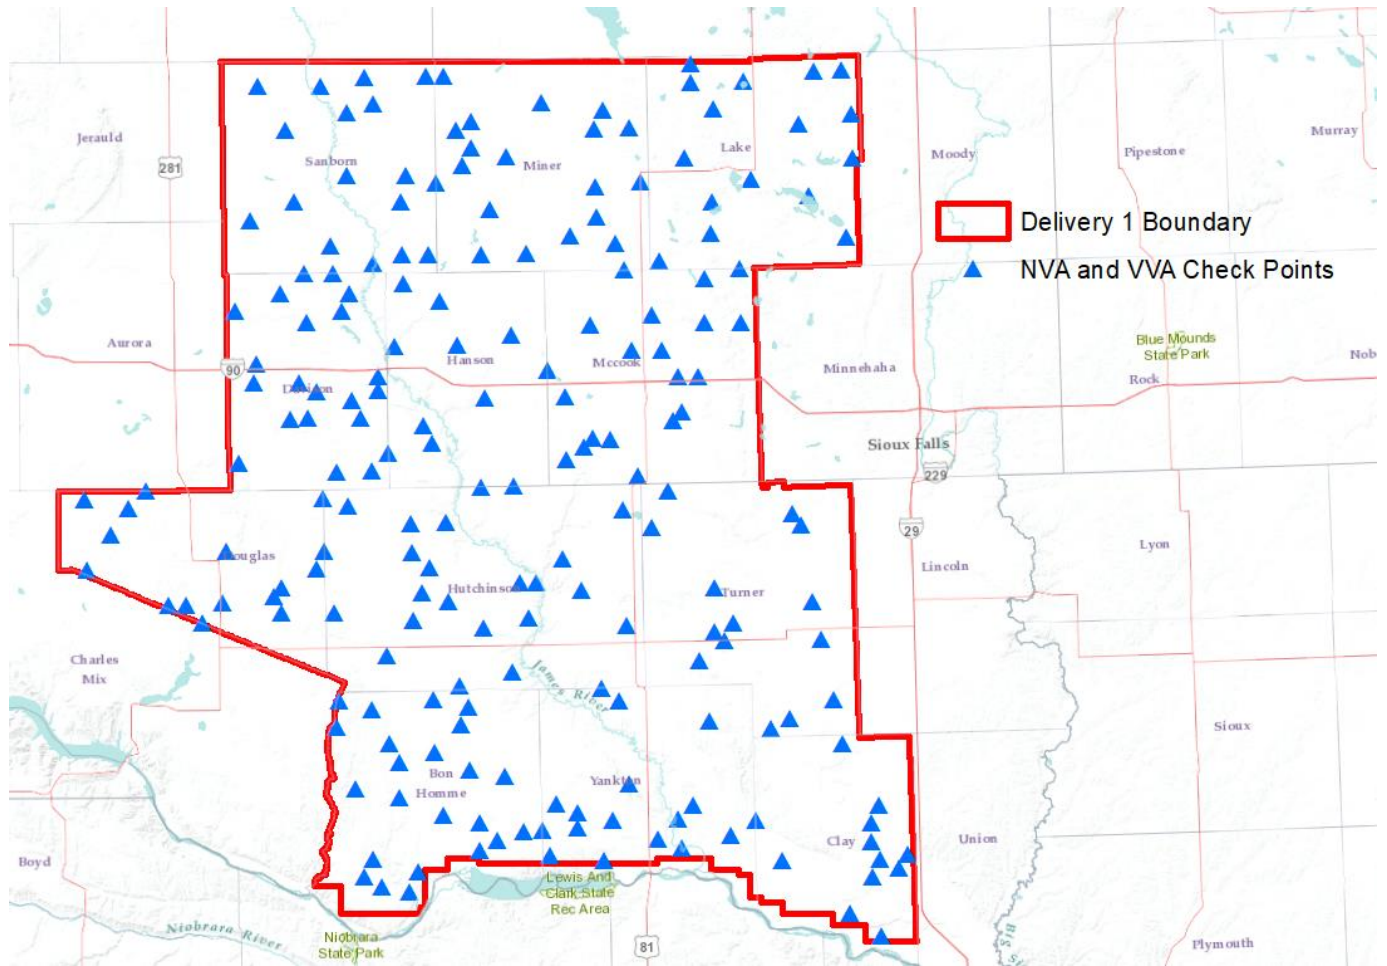 Jerauld
281
Sanborn
Miner
Lake
Moody
Pipestone
Murray
Delivery 1 Boundary
NVA and VVA Check Points
Aurora
90
Hanson
Mccook
Minnehaha
Blue Mounds
State Park
Rock
Nob
Sioux Falls
229
29
Lyon
Lincoln
Hutchinson
Turner
Charles
Mix
James River
Sioux
Bon
Homme
Clay
Union
Boyd
Lewis And
Clark State
Rec Area
Niobrara River
Niobrara
State Park
81
Plymouth